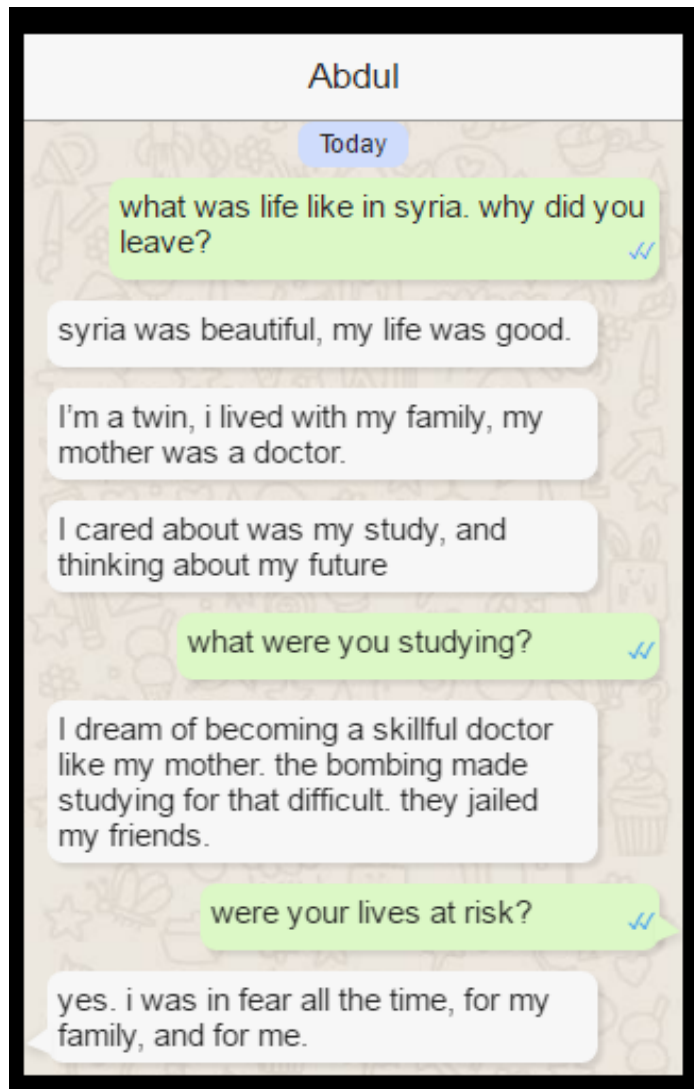 Abdul
Today
what was life like in syria. why did you
leave?
syria was beautiful, my life was good.
I’m a twin, i lived with my family, my
mother was a doctor.
I cared about was my study, and
thinking about my future
what were you studying?
I dream of becoming a skillful doctor
like my mother. the bombing made
studying for that difficult. they jailed
my friends.
were your lives at risk?
yes. i was in fear all the time, for my
family, and for me.